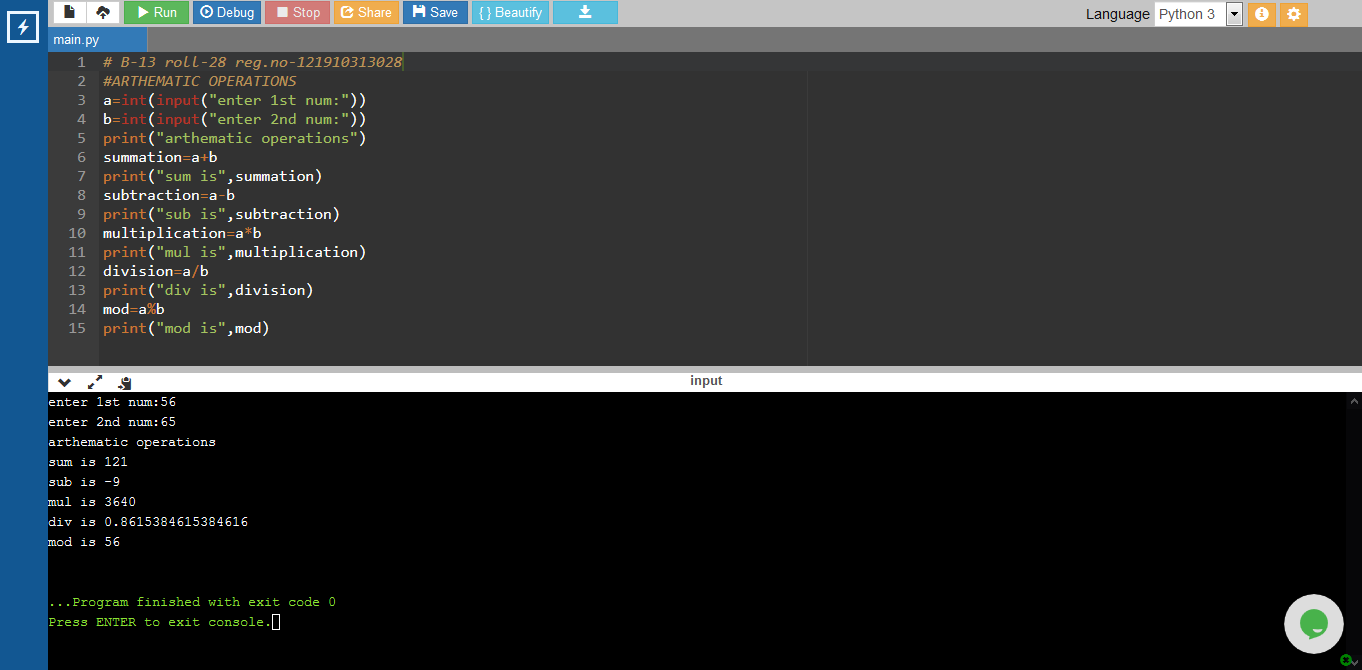 Run Debug Stop Share Save { } Beautify Language Python 3
main.py
1 # B-13 roll-28 reg.no-121910313028
2 #ARTHEMATIC OPERATIONS
3 a=int(input("enter 1st num:"))
4 b=int(input("enter 2nd num:"))
5 print("arthematic operations")
6 summation=a+b
7 print("sum is",summation)
8 subtraction=a-b
9 print("sub is",subtraction)
10 multiplication=a*b
11 print("mul is",multiplication)
12 division=a/b
13 print("div is",division)
14 mod=a%b
15 print("mod is",mod)
input
enter 1st num:56
enter 2nd num:65
arthematic operations
sum is 121
sub is -9
mul is 3640
div is 0.8615384615384616
mod is 56
...Program finished with exit code 0
Press ENTER to exit console.